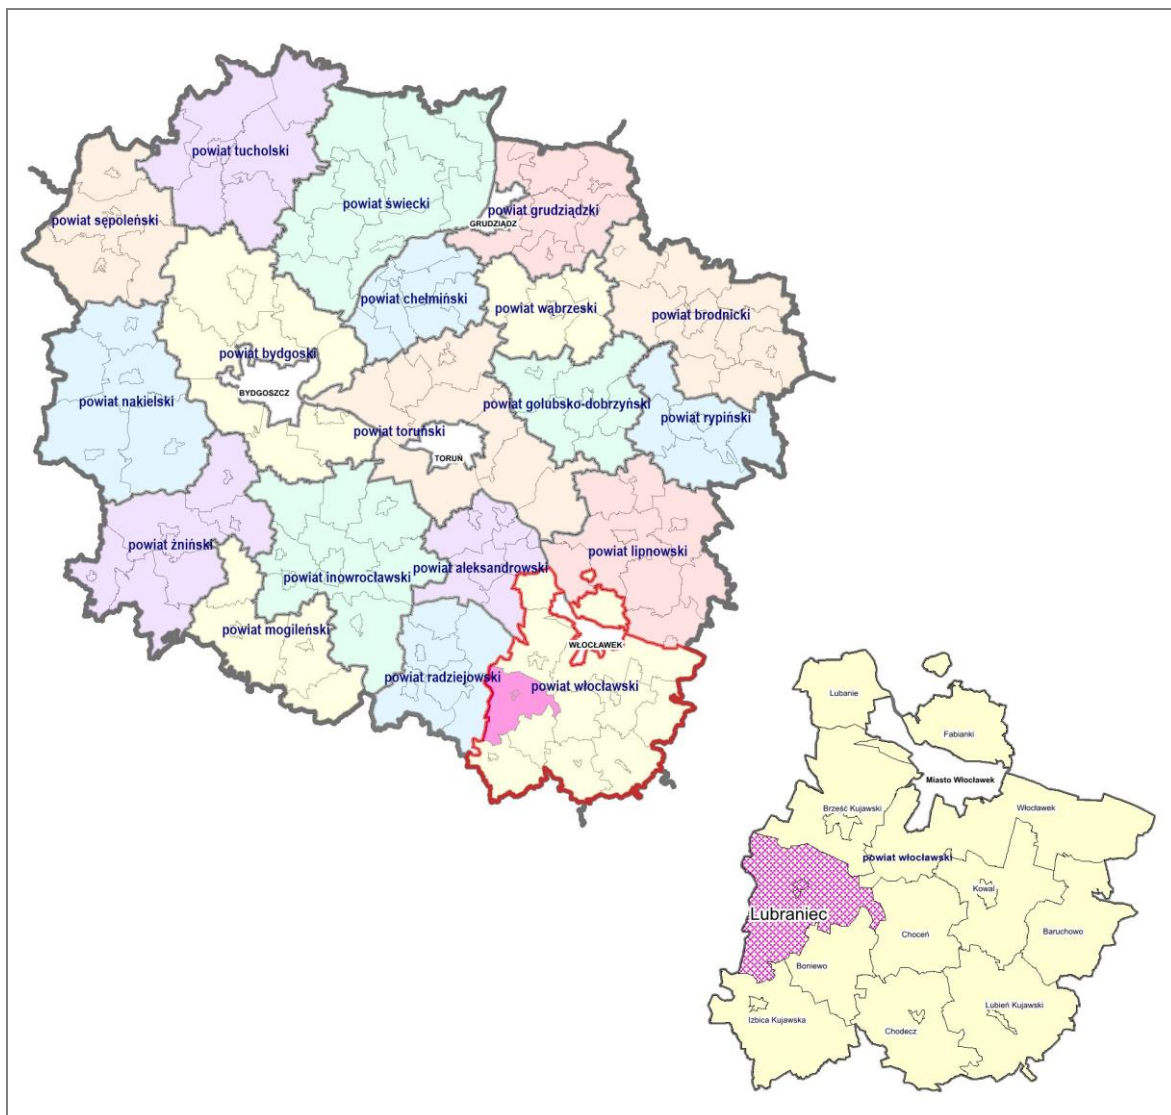 powiat tucholski
powiat świecki
powiat sępoleński
powiat grudziądzki
GRUDZIĄDZ
powiat chełmiński
powiat wąbrzeski
powiat brodnicki
powiat bydgoski
BYDGOSZCZ
powiat nakielski
powiat golubsko-dobrzyński
powiat rypiński
powiat toruński
TORUŃ
powiat żniński
powiat lipnowski
powiat aleksandrowski
powiat inowrocławski
powiat mogileński
WŁOCŁAWEK
powiat radziejowski
powiat włocławski
Lubanie
Fabianki
Miasto Włocławek
Brześć Kujawski
Włocławek
powiat włocławski
Kowal
Lubraniec
Choceń
Baruchowo
Boniewo
Lubień Kujawski
Izbica Kujawska
Chodecz